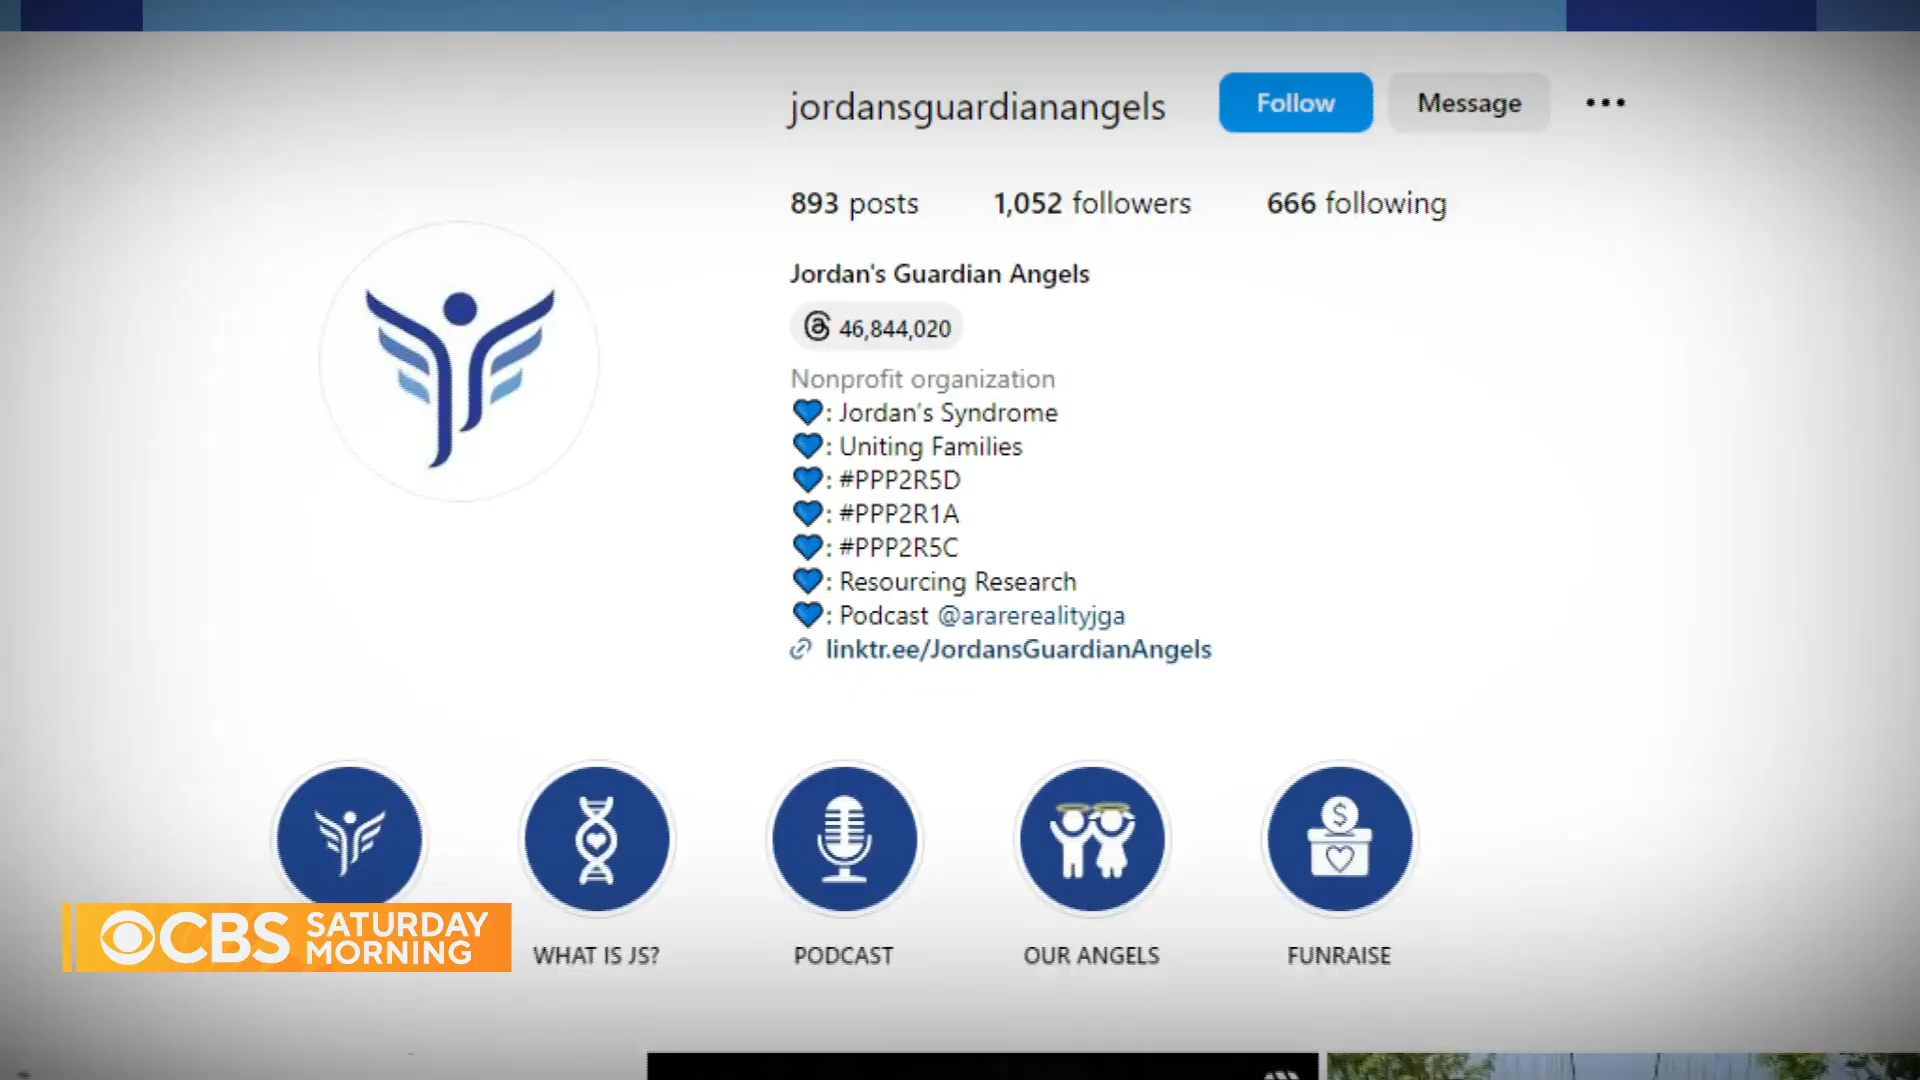 jordansguardianangels Follow Message
893 posts 1,052 followers 666 following
Jordan's Guardian Angels
46,844,020
Nonprofit organization
💙: Jordan's Syndrome
💙: Uniting Families
💙: #PPP2R5D
💙: #PPP2R1A
💙: #PPP2R5C
💙: Resourcing Research
💙: Podcast @ararerealityjga
linktr.ee/JordansGuardianAngels
$
CBS SATURDAY MORNING
WHAT IS JS? PODCAST OUR ANGELS FUNRAISE